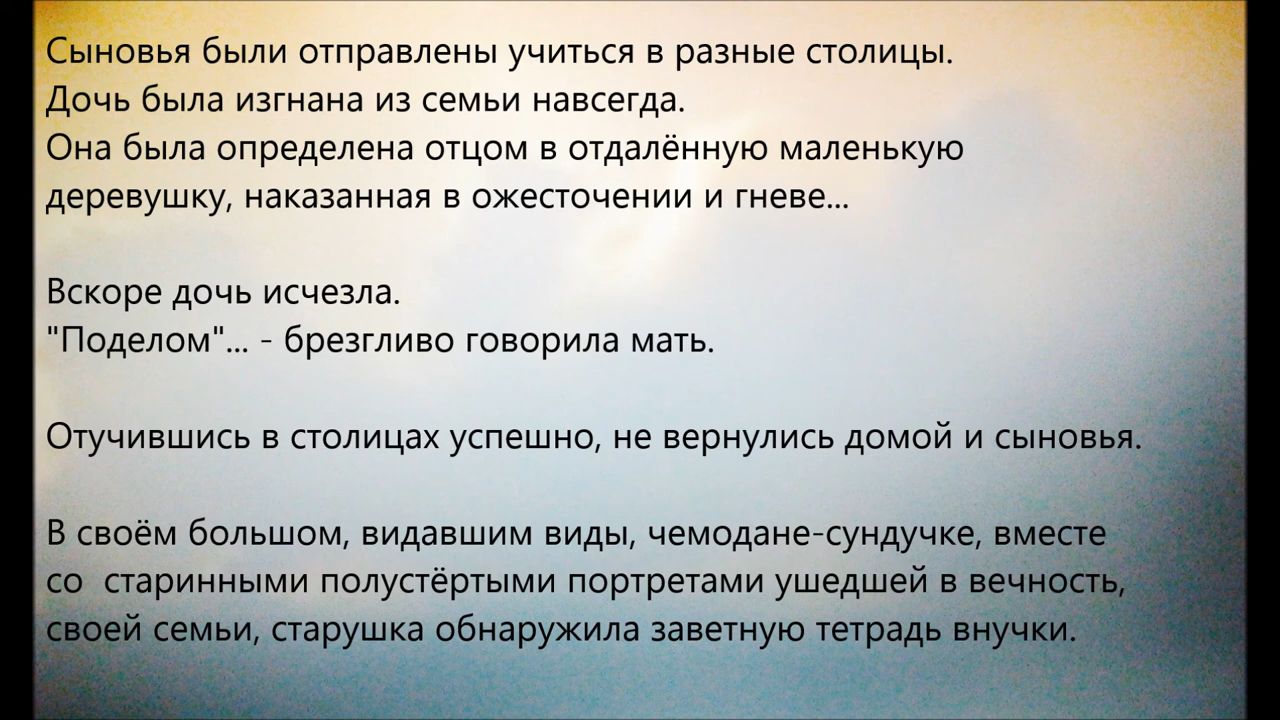 Сыновья были отправлены учиться в разные столицы.
Дочь была изгнана из семьи навсегда.
Она была определена отцом в отдалённую маленькую
деревушку, наказанная в ожесточении и гневе...
Вскоре дочь исчезла.
"Поделом"... - брезгливо говорила мать.
Отучившись в столицах успешно, не вернулись домой и сыновья.
В своём большом, видавшим виды, чемодане-сундучке, вместе
со  старинными полустёртыми портретами ушедшей в вечность,
своей семьи, старушка обнаружила заветную тетрадь внучки.